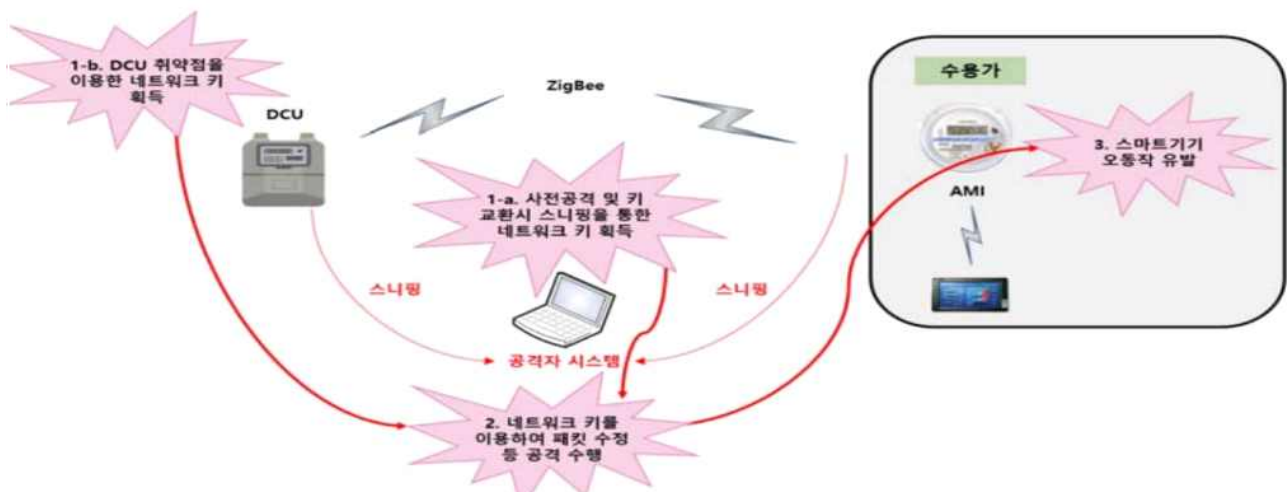 1-b. DCU 취약점을
이용한 네트워크 키
획득
DCU
ZigBee
수용가
3. 스마트기기
오동작 유발
AMI
1-a. 사전공격 및 키
교환시 스니핑을 통한
네트워크 키 획득
스니핑
스니핑
공격자 시스템
2. 네트워크 키를
이용하여 패킷 수정
등 공격 수행